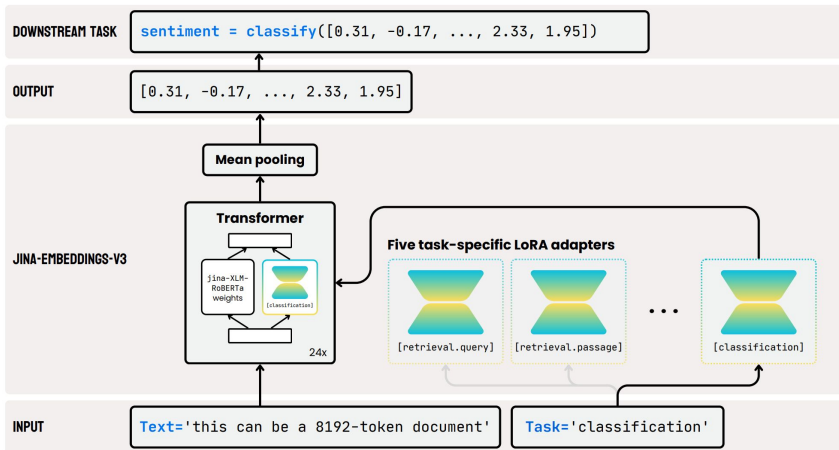 DOWNSTREAM TASK
sentiment = classify([0.31, -0.17, ..., 2.33, 1.95])
OUTPUT
[0.31, -0.17, ..., 2.33, 1.95]
Mean pooling
JINA-EMBEDDINGS-V3
Transformer
jina-XLM-
RoBERTa
weights
[classification]
24x
Five task-specific LoRA adapters
[retrieval.query]
[retrieval.passage]
...
[classification]
INPUT
Text='this can be a 8192-token document'
Task='classification'